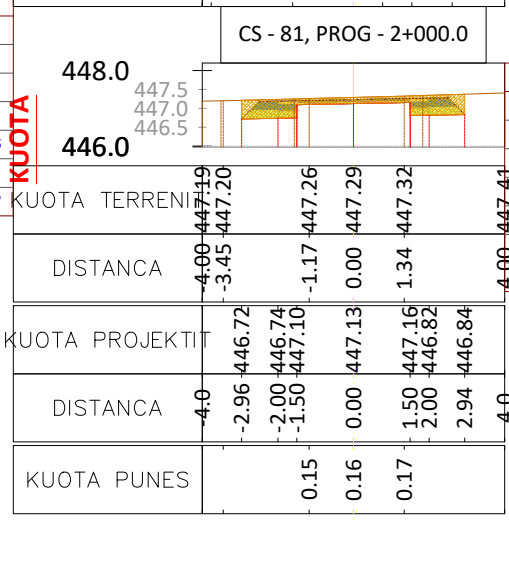 CS - 81, PROG - 2+000.0
448.0
447.5
447.0
446.5
446.0
KUOTA
KUOTA TERRENIT 447.19 447.20 447.26 447.29 447.32 447.41
DISTANCA -4.00 -3.45 -1.17 0.00 1.34 4.00
KUOTA PROJEKTIT 446.72 446.74 447.10 447.13 447.16 446.82 446.84
DISTANCA -4.0 -2.96 -2.00 -1.50 0.00 1.50 2.00 2.94 4.0
KUOTA PUNES 0.15 0.16 0.17